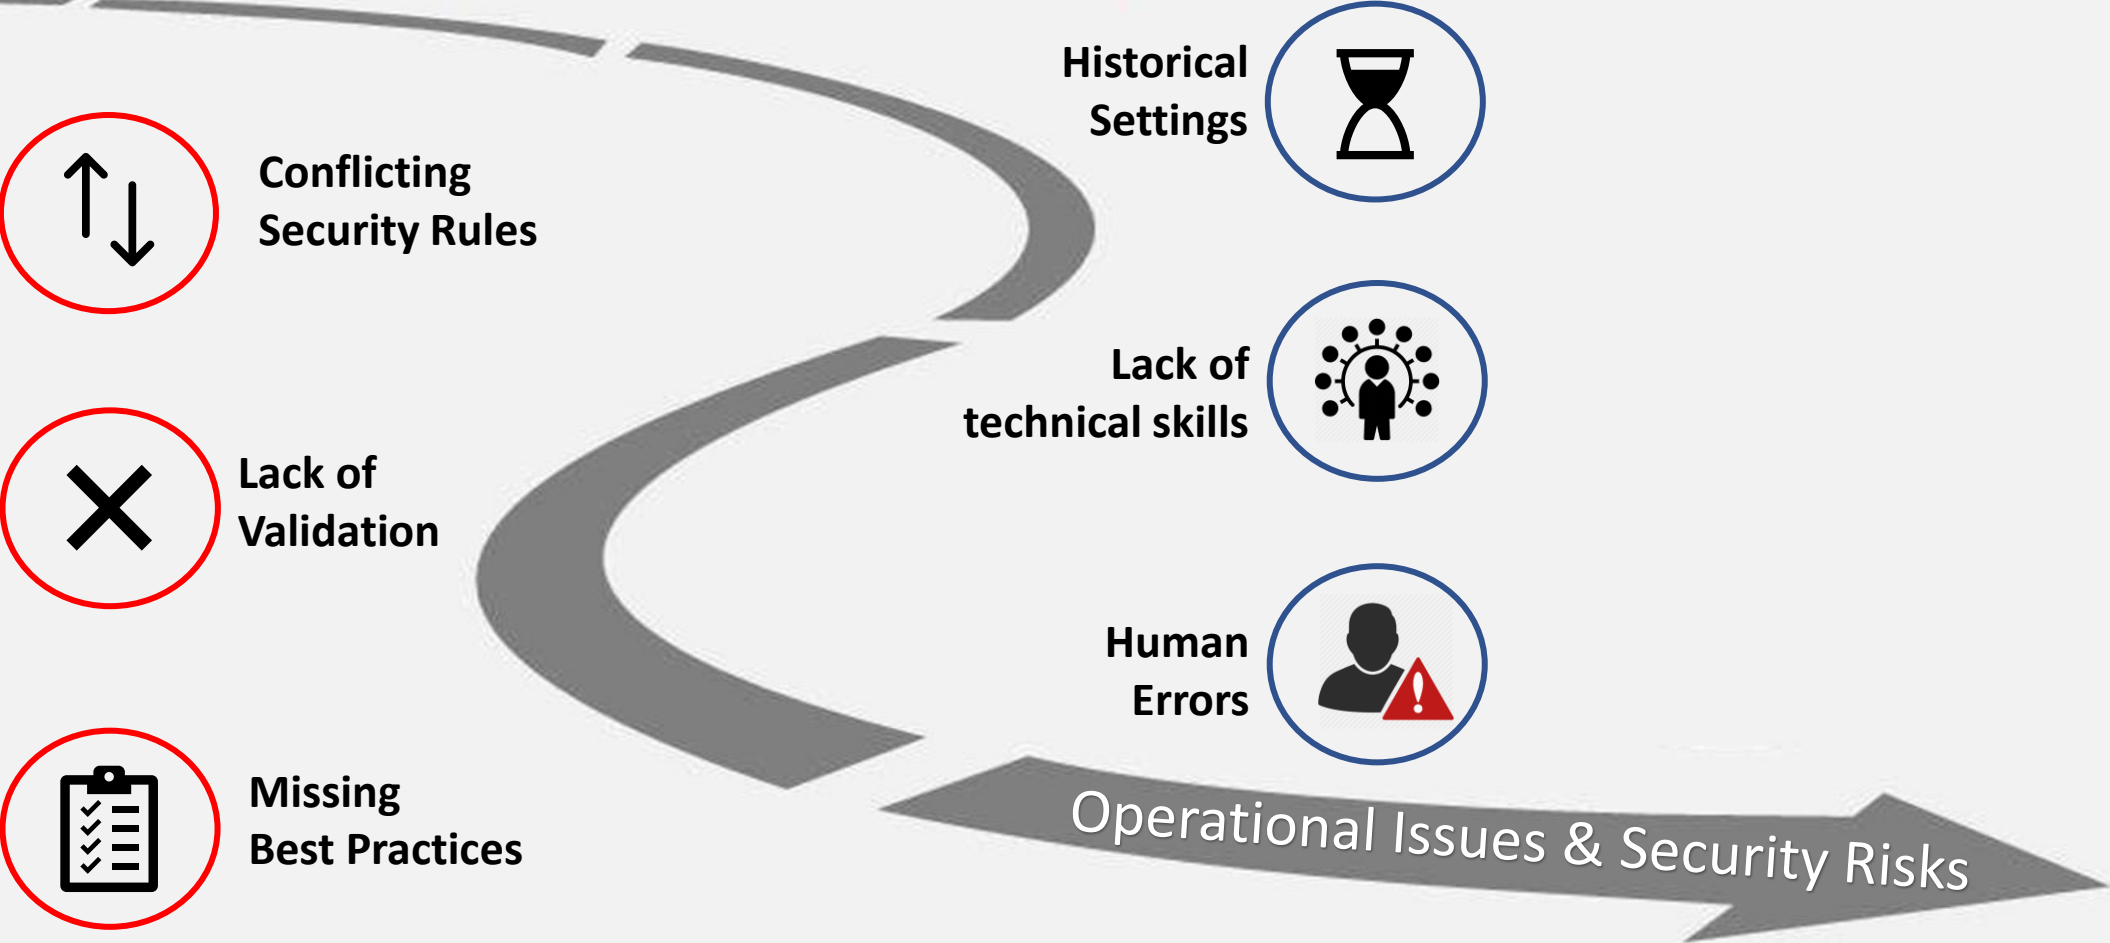 Historical
Settings
Conflicting
Security Rules
Lack of
technical skills
Lack of
Validation
Human
Errors
Missing
Best Practices
Operational Issues & Security Risks